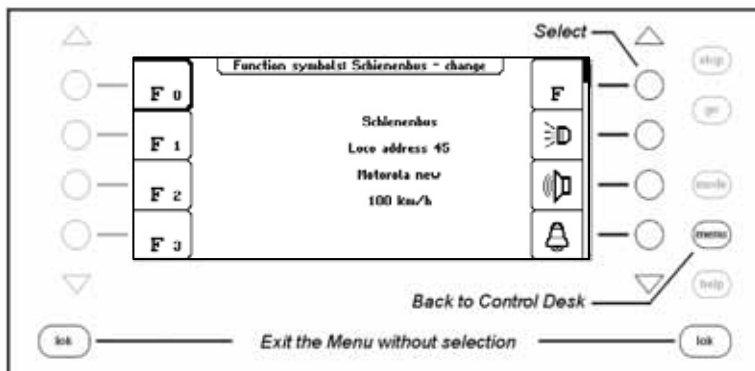 Select
stop
Function symbols: Schienenbus - change
F 0
F
go
F 1
Schienenbus
Loco address 45
F 2
Motorola new
100 km/h
mode
F 3
menu
help
Back to Control Desk
lok
Exit the Menu without selection
lok